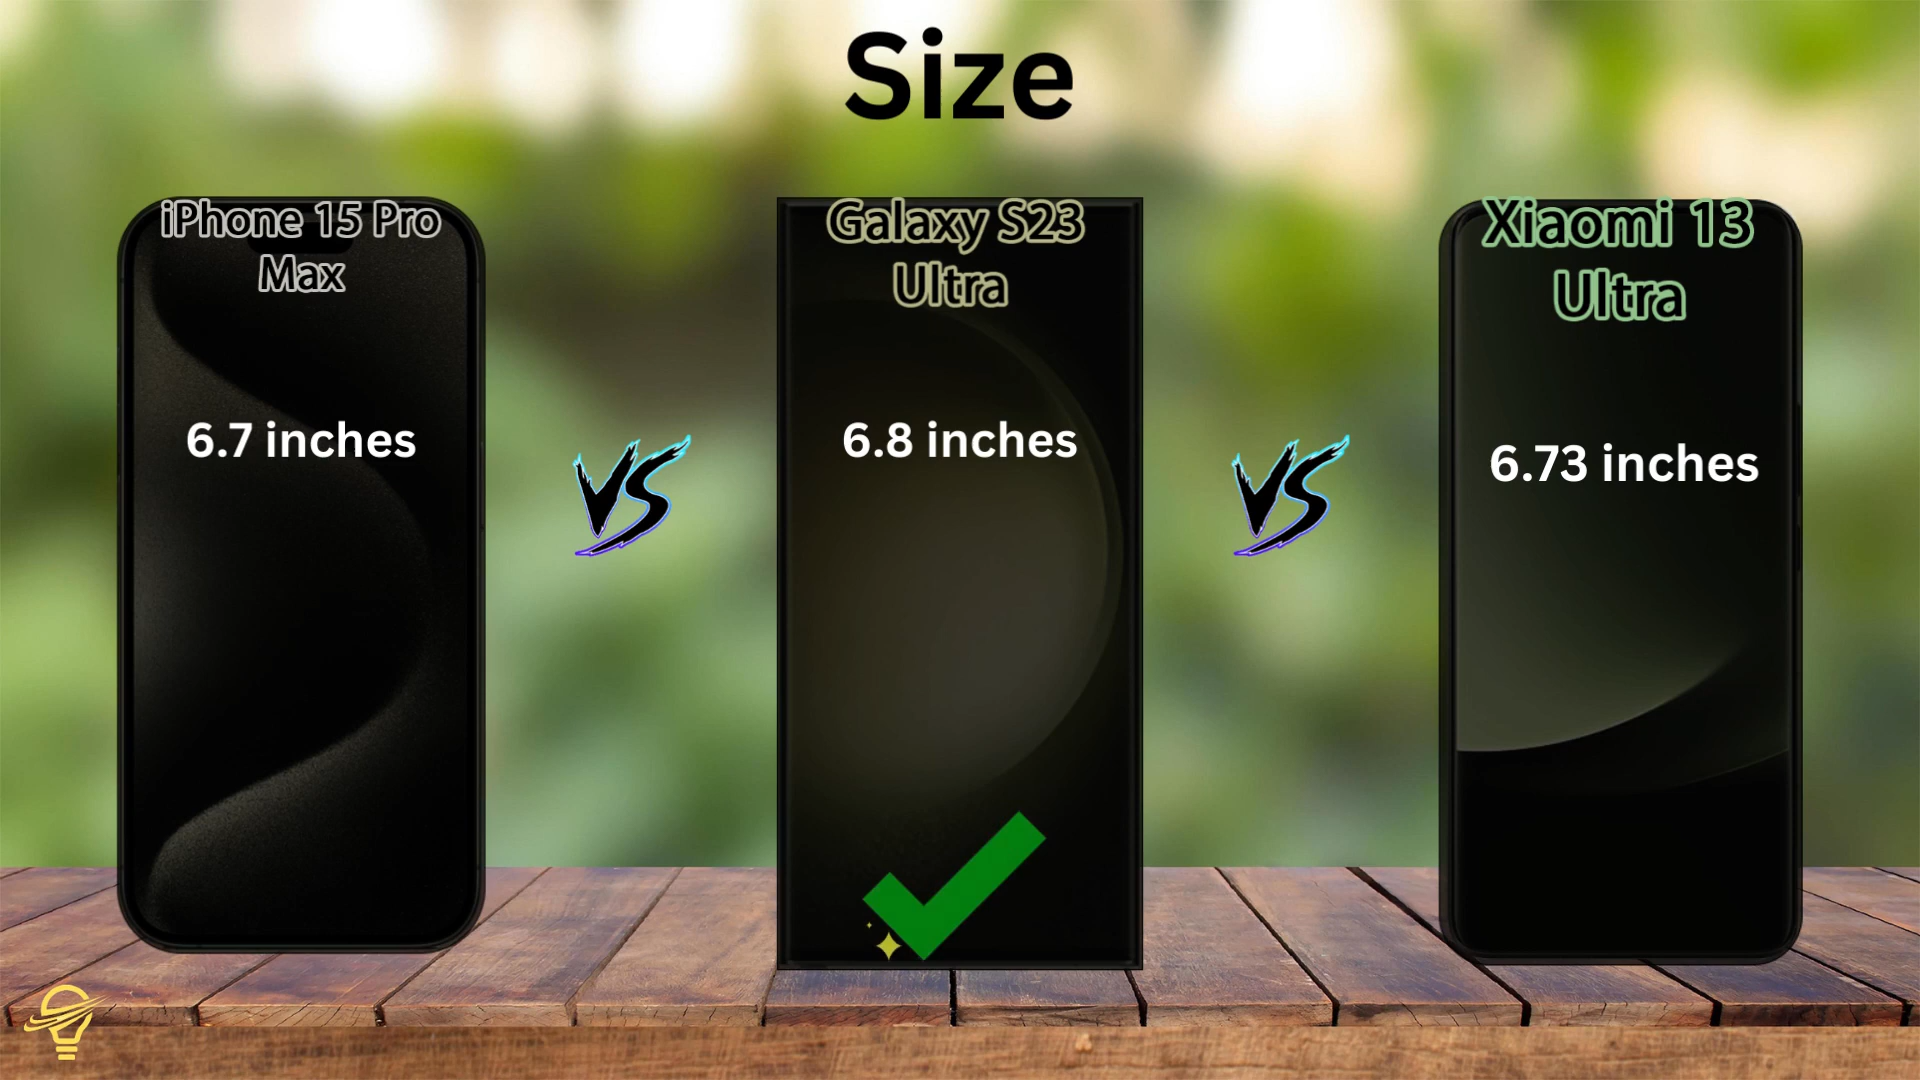 Size
iPhone 15 Pro
Max
6.7 inches
VS
Galaxy S23
Ultra
6.8 inches
VS
Xiaomi 13
Ultra
6.73 inches